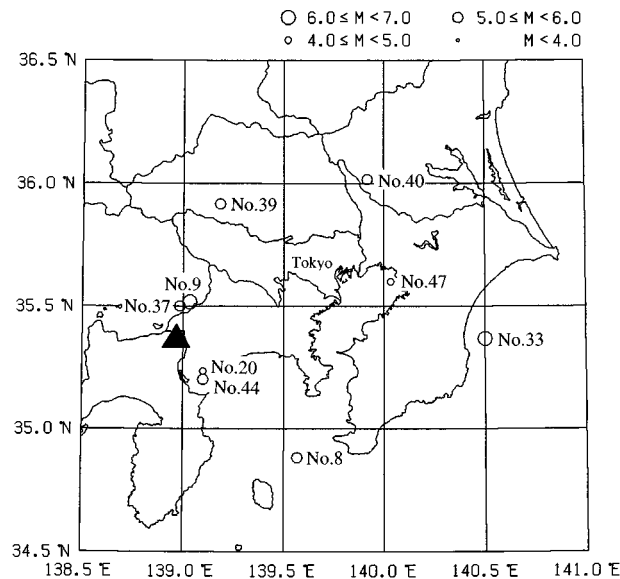 6.0 ≤ M < 7.0 5.0 ≤ M < 6.0
4.0 ≤ M < 5.0 M < 4.0
36.5 °N
No.40
36.0 °N
No.39
Tokyo
No.9
No.47
35.5 °N
No.37
No.33
No.20
No.44
35.0 °N
No.8
34.5 °N
138.5 °E 139.0 °E 139.5 °E 140.0 °E 140.5 °E 141.0 °E